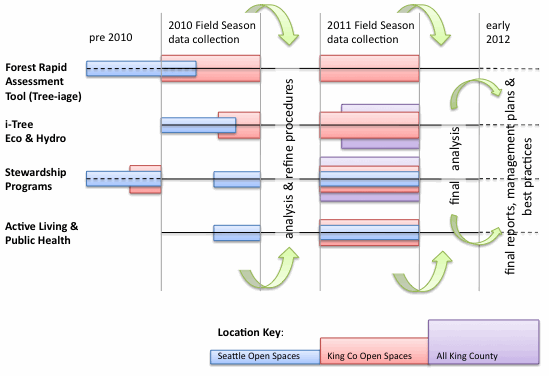 pre 2010
2010 Field Season
data collection
2011 Field Season
data collection
early
2012
Forest Rapid
Assessment
Tool (Tree-iage)
i-Tree
Eco & Hydro
Stewardship
Programs
Active Living &
Public Health
analysis & refine procedures
final analysis
final reports, management plans &
best practices
Location Key:
Seattle Open Spaces
King Co Open Spaces
All King County